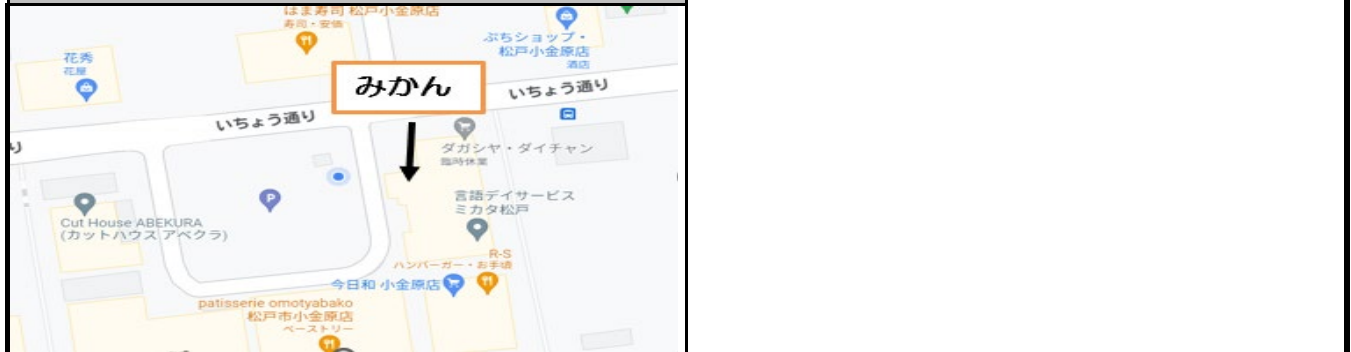 はま寿司 松戸小金原店
寿司・安価
ぷちショップ・
松戸小金原店
酒店
花秀
花屋
みかん
いちょう通り
いちょう通り
り
ダガシヤ・ダイチャン
臨時休業
P
言語デイサービス
ミカタ松戸
Cut House ABEKURA
(カットハウス アベクラ)
R-S
ハンバーガー・お手頃
今日和 小金原店
patisserie omotyabako
松戸市小金原店
ペーストリー